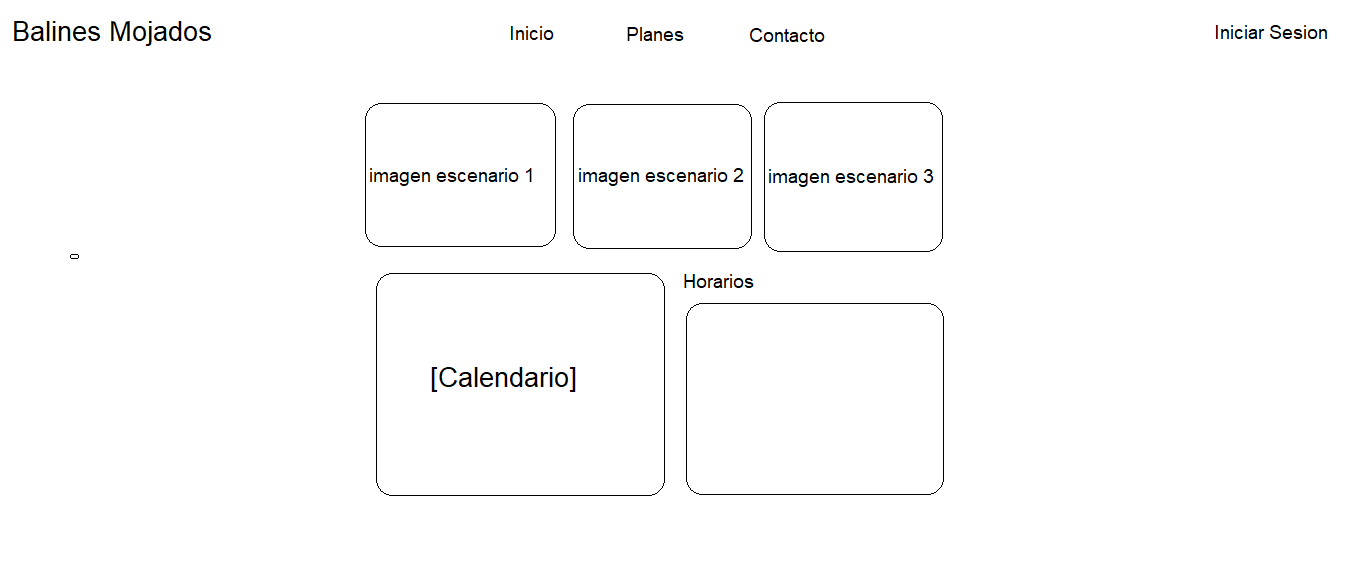 Balines Mojados
Inicio
Planes
Contacto
Iniciar Sesion
imagen escenario 1
imagen escenario 2
imagen escenario 3
Horarios
[Calendario]